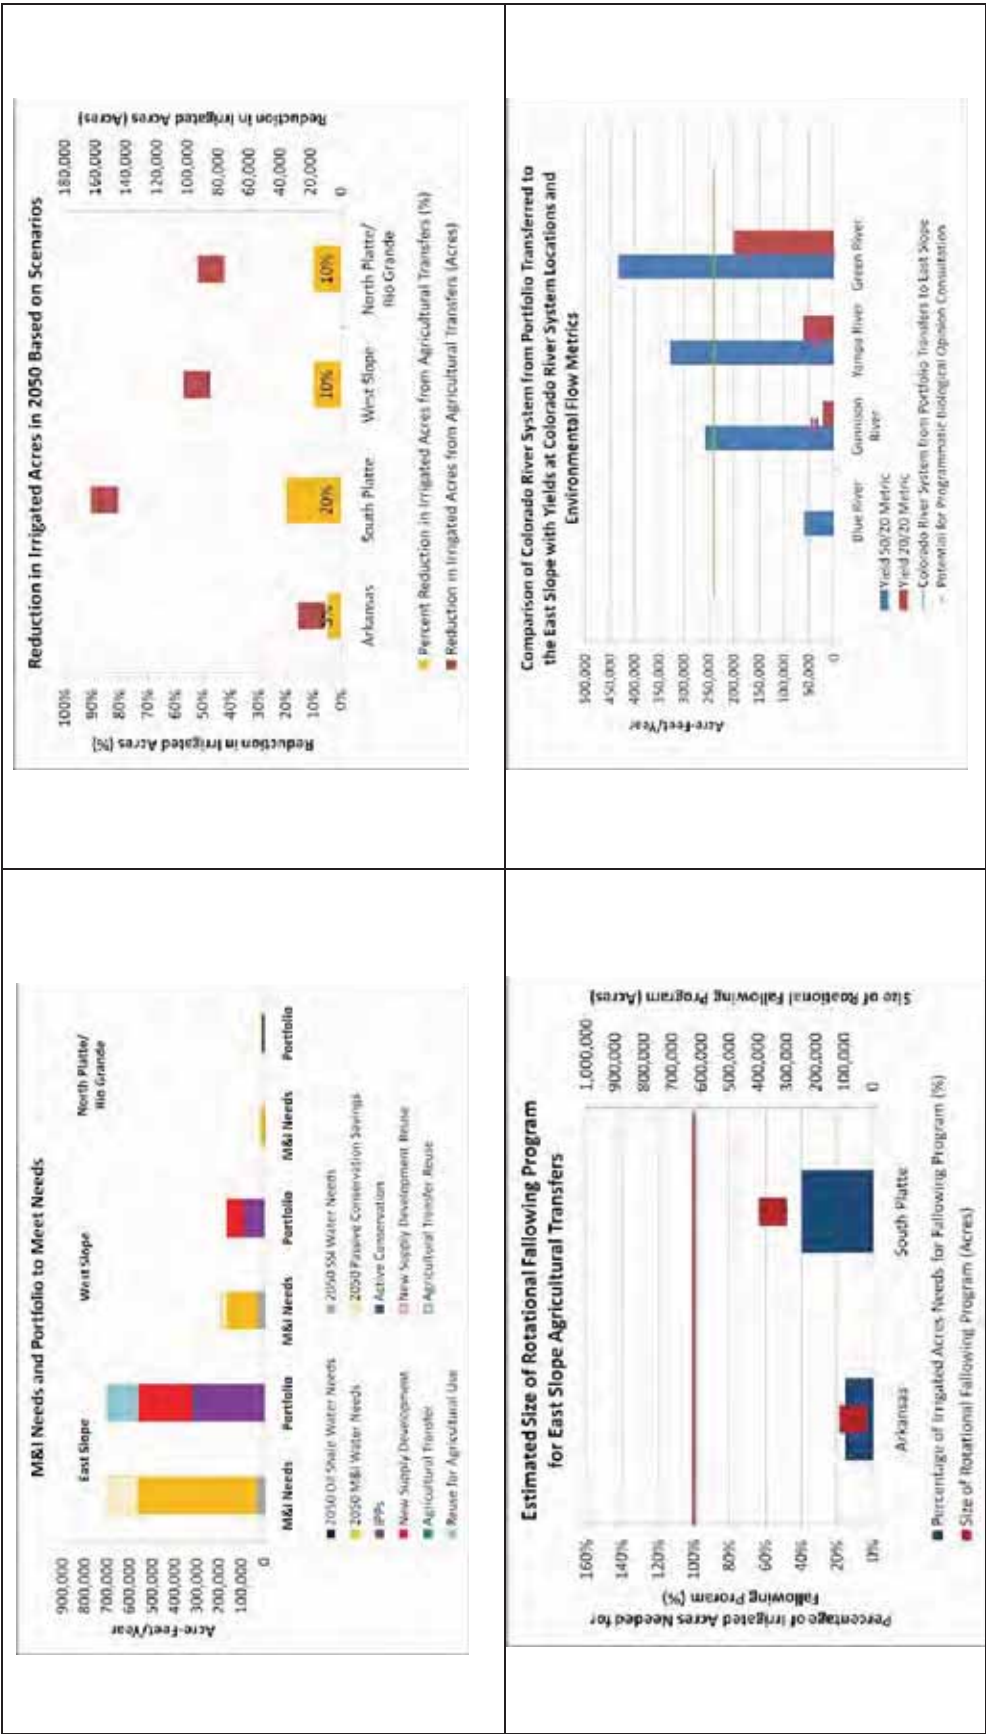 M&I Needs and Portfolio to Meet Needs
East Slope
West Slope
North Platte/
Rio Grande
Acre-Feet/Year
900,000
800,000
700,000
600,000
500,000
400,000
300,000
200,000
100,000
0
M&I Needs
Portfolio
M&I Needs
Portfolio
M&I Needs
Portfolio
2050 Oil Shale Water Needs
2050 SSI Water Needs
2050 M&I Water Needs
2050 Passive Conservation Savings
IPPs
Active Conservation
New Supply Development
New Supply Development Reuse
Agricultural Transfer
Agricultural Transfer Reuse
Reuse for Agricultural Use
Reduction in Irrigated Acres in 2050 Based on Scenarios
Reduction in Irrigated Acres (%)
100%
90%
80%
70%
60%
50%
40%
30%
20%
10%
0%
20%
10%
10%
180,000
160,000
140,000
120,000
100,000
80,000
60,000
40,000
20,000
0
Reduction in Irrigated Acres (Acres)
Arkansas
South Platte
West Slope
North Platte/
Rio Grande
Percent Reduction in Irrigated Acres from Agricultural Transfers (%)
Reduction in Irrigated Acres from Agricultural Transfers (Acres)
Estimated Size of Rotational Fallowing Program
for East Slope Agricultural Transfers
Percentage of Irrigated Acres Needed for
Fallowing Proram (%)
160%
140%
120%
100%
80%
60%
40%
20%
0%
1,000,000
900,000
800,000
700,000
600,000
500,000
400,000
300,000
200,000
100,000
0
Size of Roational Fallowing Program (Acres)
Arkansas
South Platte
Percentage of Irrigated Acres Needs for Fallowing Program (%)
Size of Rotational Fallowing Program (Acres)
Comparison of Colorado River System from Portfolio Transferred to
the East Slope with Yields at Colorado River System Locations and
Environmental Flow Metrics
Acre-Feet/Year
500,000
450,000
400,000
350,000
300,000
250,000
200,000
150,000
100,000
50,000
0
Blue River
Gunnison
River
Yampa River
Green River
Yield 50/20 Metric
Yield 20/20 Metric
Colorado River System from Portfolio Transfers to East Slope
Potential for Programmatic Biological Opinion Consultation